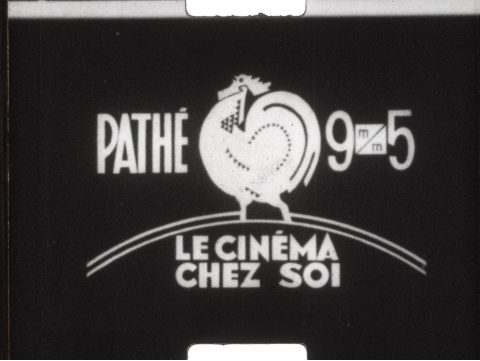 PATHÉ 9 m/m 5
LE CINÉMA
CHEZ SOI